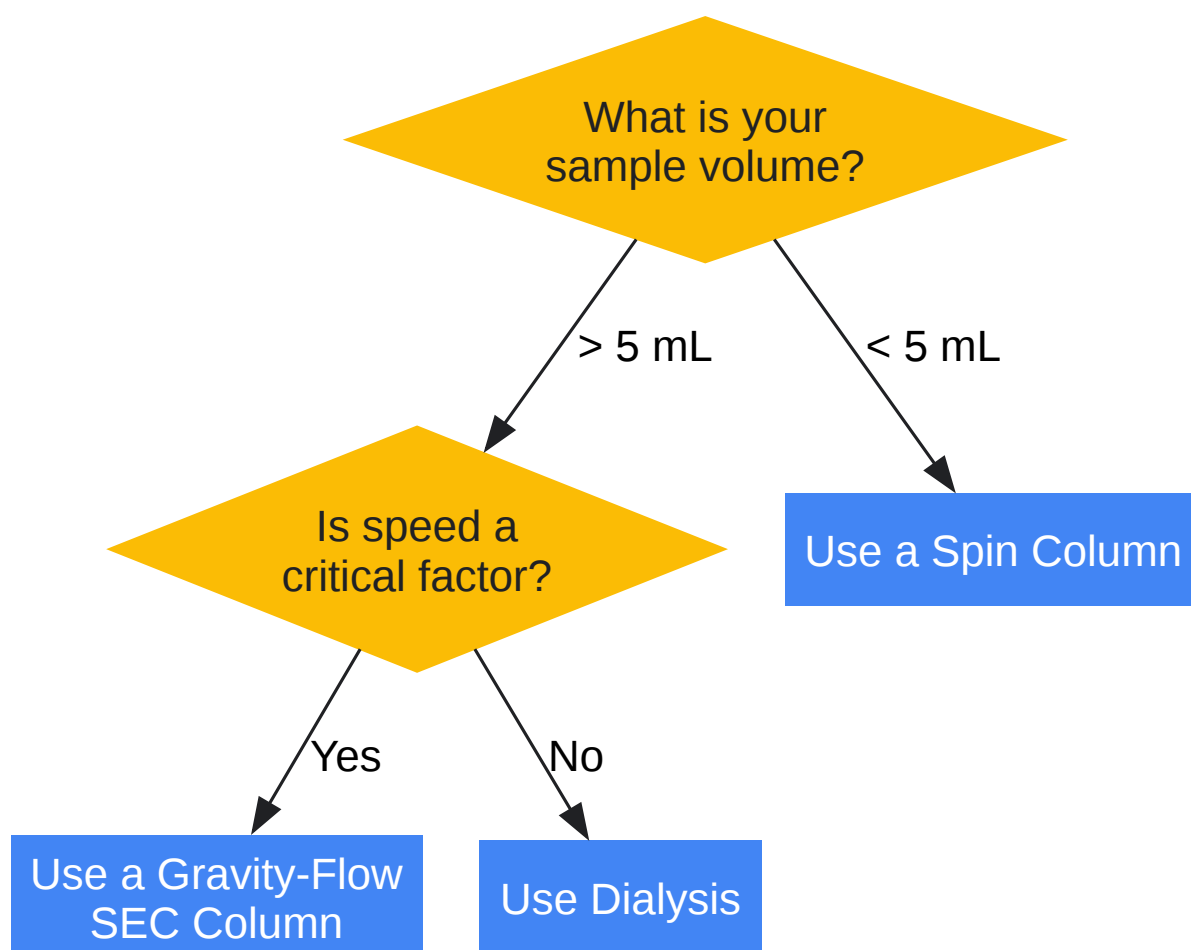 What is your
sample volume?
> 5 mL
< 5 mL
Is speed a
critical factor?
Use a Spin Column
Yes
No
Use a Gravity-Flow
SEC Column
Use Dialysis